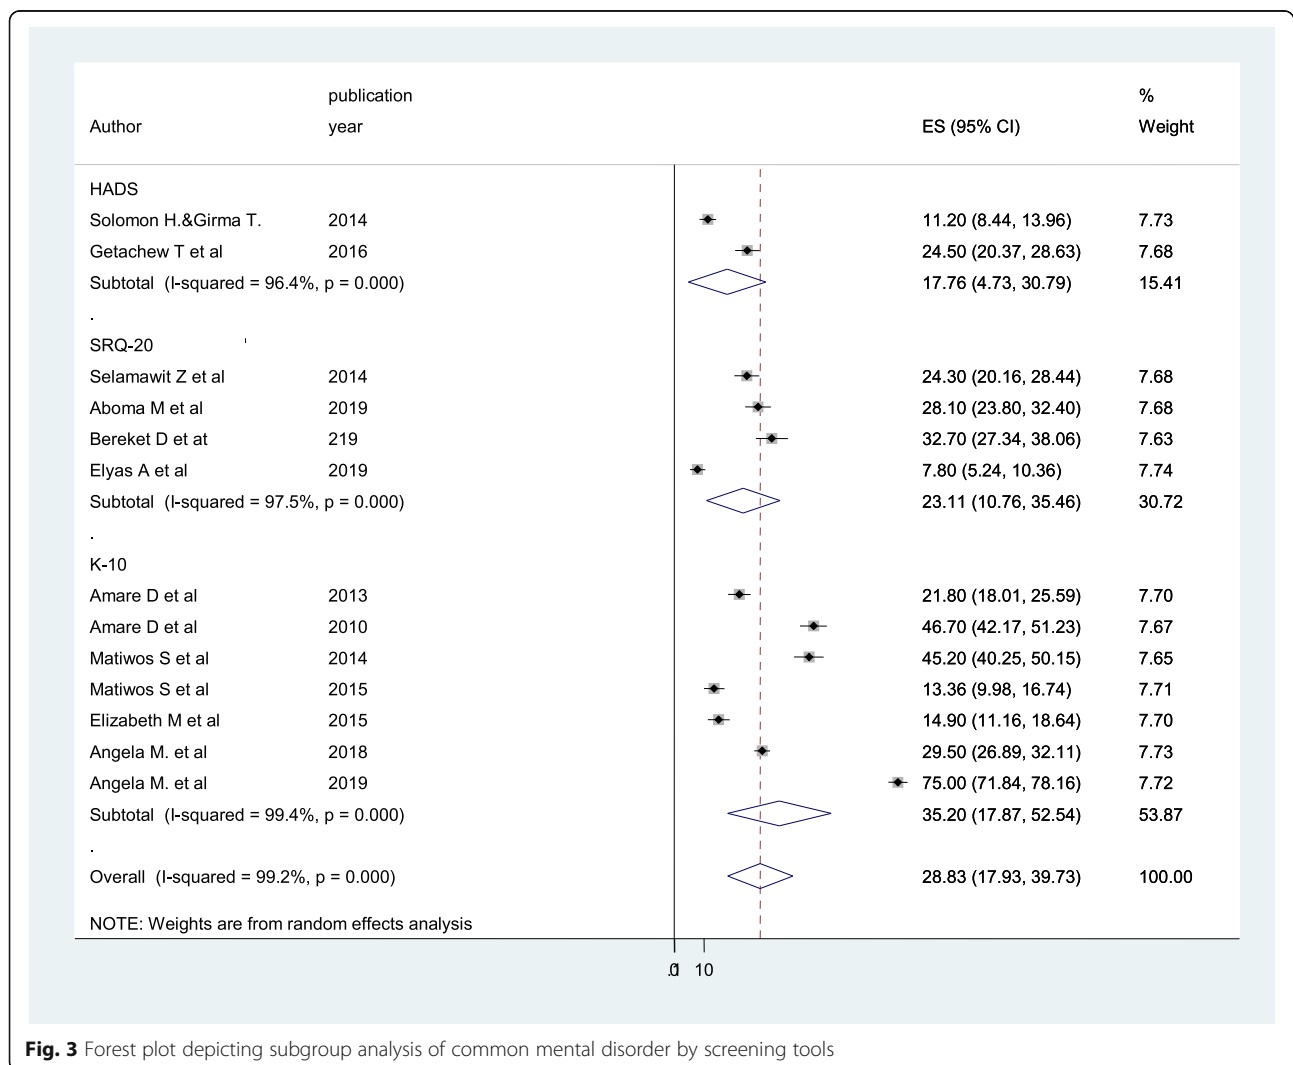 publication %
Author year ES (95% CI) Weight
HADS
Solomon H.&Girma T. 2014 11.20 (8.44, 13.96) 7.73
Getachew T et al 2016 24.50 (20.37, 28.63) 7.68
Subtotal (I-squared = 96.4%, p = 0.000) 17.76 (4.73, 30.79) 15.41
.
SRQ-20
Selamawit Z et al 2014 24.30 (20.16, 28.44) 7.68
Aboma M et al 2019 28.10 (23.80, 32.40) 7.68
Bereket D et at 219 32.70 (27.34, 38.06) 7.63
Elyas A et al 2019 7.80 (5.24, 10.36) 7.74
Subtotal (I-squared = 97.5%, p = 0.000) 23.11 (10.76, 35.46) 30.72
.
K-10
Amare D et al 2013 21.80 (18.01, 25.59) 7.70
Amare D et al 2010 46.70 (42.17, 51.23) 7.67
Matiwos S et al 2014 45.20 (40.25, 50.15) 7.65
Matiwos S et al 2015 13.36 (9.98, 16.74) 7.71
Elizabeth M et al 2015 14.90 (11.16, 18.64) 7.70
Angela M. et al 2018 29.50 (26.89, 32.11) 7.73
Angela M. et al 2019 75.00 (71.84, 78.16) 7.72
Subtotal (I-squared = 99.4%, p = 0.000) 35.20 (17.87, 52.54) 53.87
.
Overall (I-squared = 99.2%, p = 0.000) 28.83 (17.93, 39.73) 100.00
NOTE: Weights are from random effects analysis
10
Fig. 3 Forest plot depicting subgroup analysis of common mental disorder by screening tools